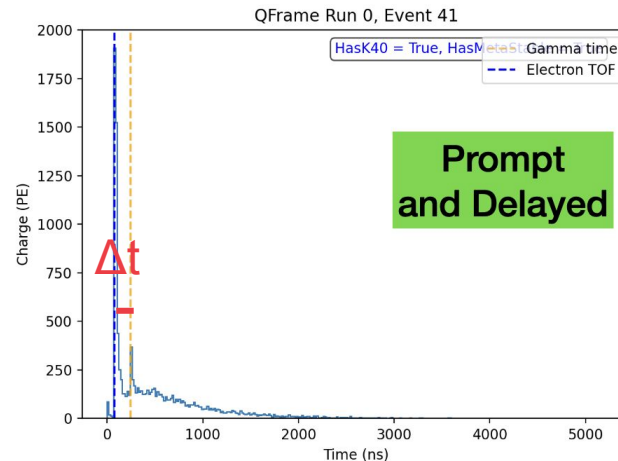 QFrame Run 0, Event 41
HasK40 = True, HasMetaSta
Gamma time
Electron TOF
Prompt
and Delayed
Δt
Charge (PE)
2000
1750
1500
1250
1000
750
500
250
0
0 1000 2000 3000 4000 5000
Time (ns)